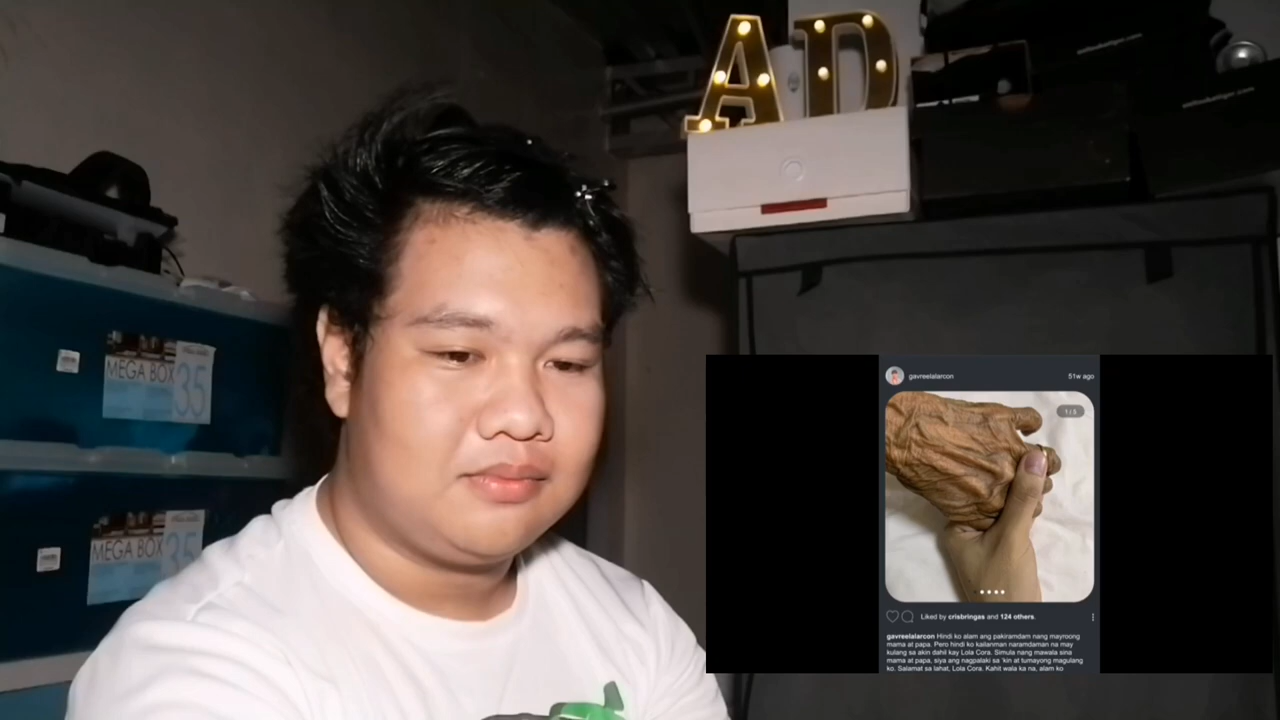 AD
MEGA BOX 35
MEGA BOX 35
gavreelalarcon
51w ago
1/5
Liked by crisbringas and 124 others.
gavreelalarcon Hindi ko alam ang pakiramdam nang mayroong
mama at papa. Pero hindi ko kailanman naramdaman na may
kulang sa akin dahil kay Lola Cora. Simula nang mawala sina
mama at papa, siya ang nagpalaki sa 'kin at tumayong magulang
ko. Salamat sa lahat, Lola Cora. Kahit wala ka na, alam ko